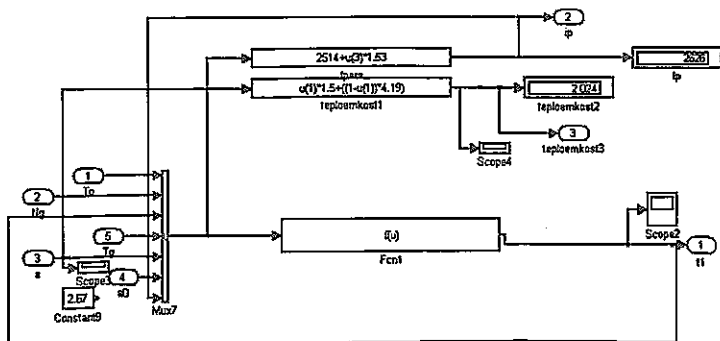 2
ip
2514+u(3)*1.53
2626
ip
u(1)*1.5+((1-u(1))*4.19)
teploemkost1
2.024
teploemkost2
Scope4
3
teploemkost3
1
To
2
5
Tg
f(u)
Fcn1
Scope2
1
t1
3
a
Scope3
4
a0
2.67
Constant9
Mux7